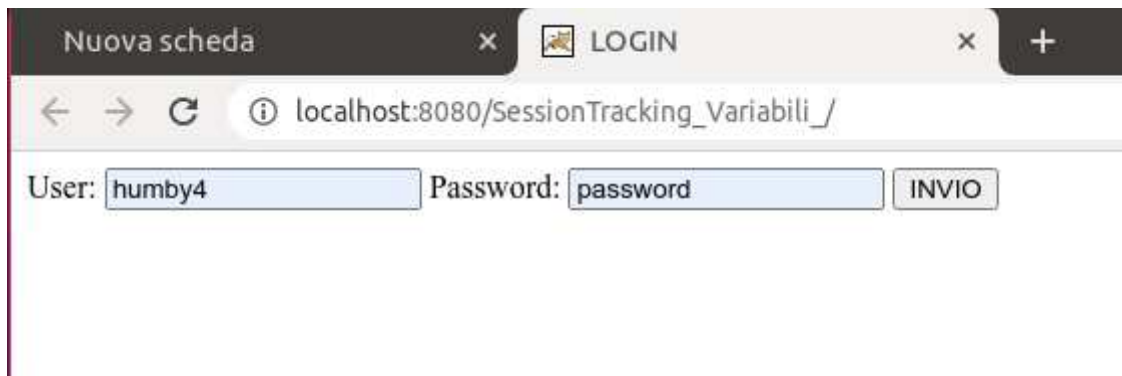 Nuova scheda × LOGIN × +
localhost:8080/SessionTracking_Variabili_/
User: humby4 Password: password INVIO